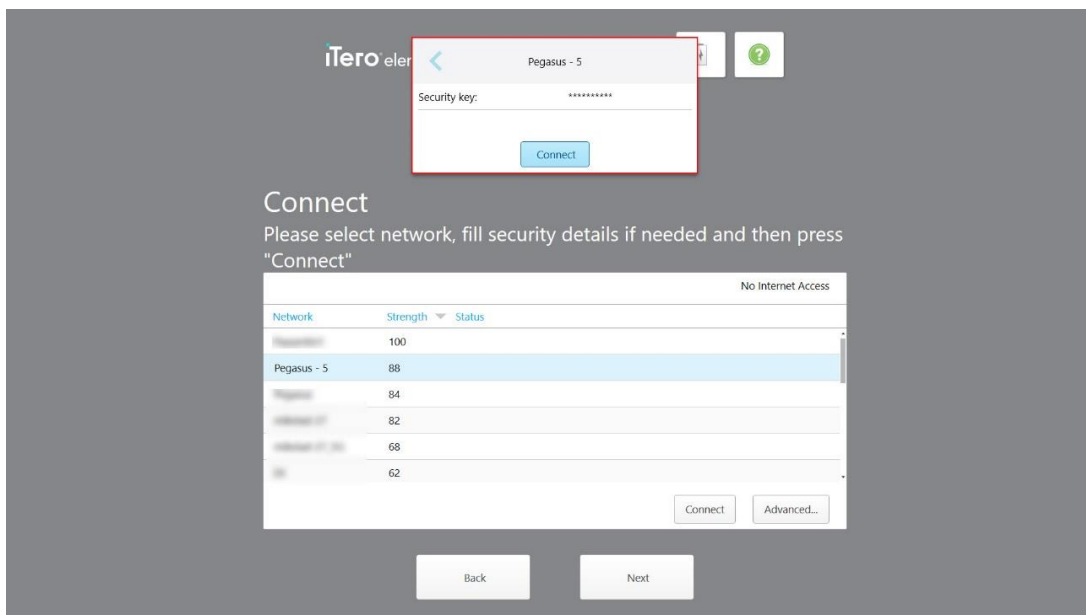 iTero eler
Pegasus - 5
Security key: **********
Connect
Connect
Please select network, fill security details if needed and then press
"Connect"
No Internet Access
Network Strength Status
100
Pegasus - 5 88
84
82
68
62
Connect Advanced...
Back Next